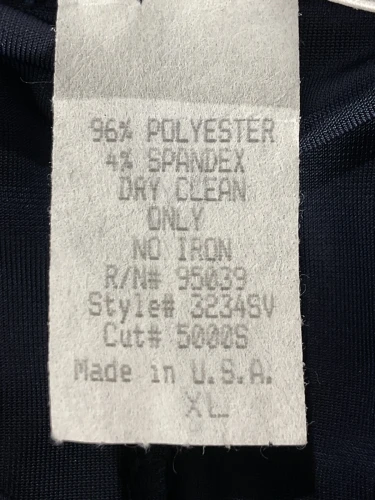 96% POLYESTER
4% SPANDEX
DRY CLEAN
ONLY
NO IRON
R/N# 95039
Style# 3234SV
Cut# 5000S
Made in U.S.A.
XL